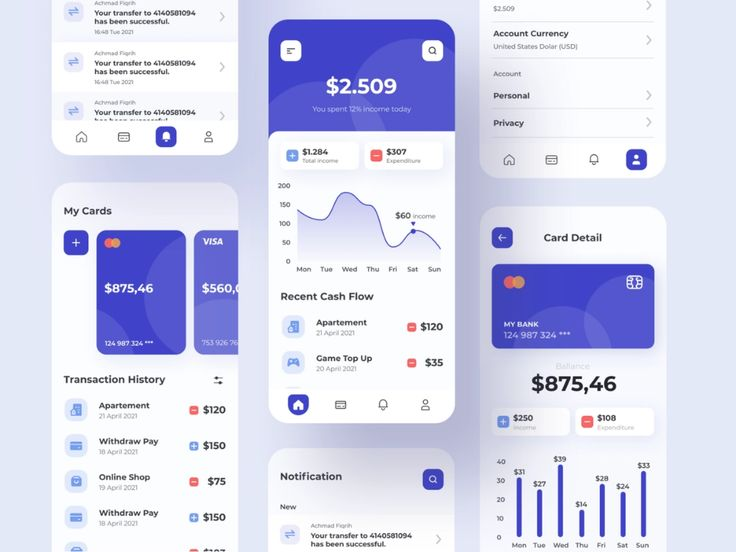 Achmad Fiqrih
Your transfer to 4140581094
has been successful.
16:48 Tue 2021
Achmad Fiqrih
Your transfer to 4140581094
has been successful.
16:48 Tue 2021
Achmad Fiqrih
Your transfer to 4140581094
My Cards
VISA
$875,46
$560,0
124 987 324 ***
753 926 76
Transaction History
Apartement
21 April 2021
$120
Withdraw Pay
18 April 2021
$150
Online Shop
19 April 2021
$75
Withdraw Pay
18 April 2021
$150
$2.509
You spent 12% income today
$1.284
Total income
$307
Expenditure
200
150
100
50
0
$60 income
Mon Tue Wed Thu Fri Sat Sun
Recent Cash Flow
Apartement
21 April 2021
$120
Game Top Up
20 April 2021
$35
Notification
New
Achmad Fiqrih
Your transfer to 4140581094
has been successful.
$2.509
Account Currency
United States Dolar (USD)
Account
Personal
Privacy
Card Detail
MY BANK
124 987 324 ***
Ballance
$875,46
$250
Income
$108
Expenditure
40
30
20
10
0
$31 $27 $39 $14 $28 $24 $33
Mon Tue Wed Thu Fri Sat Sun